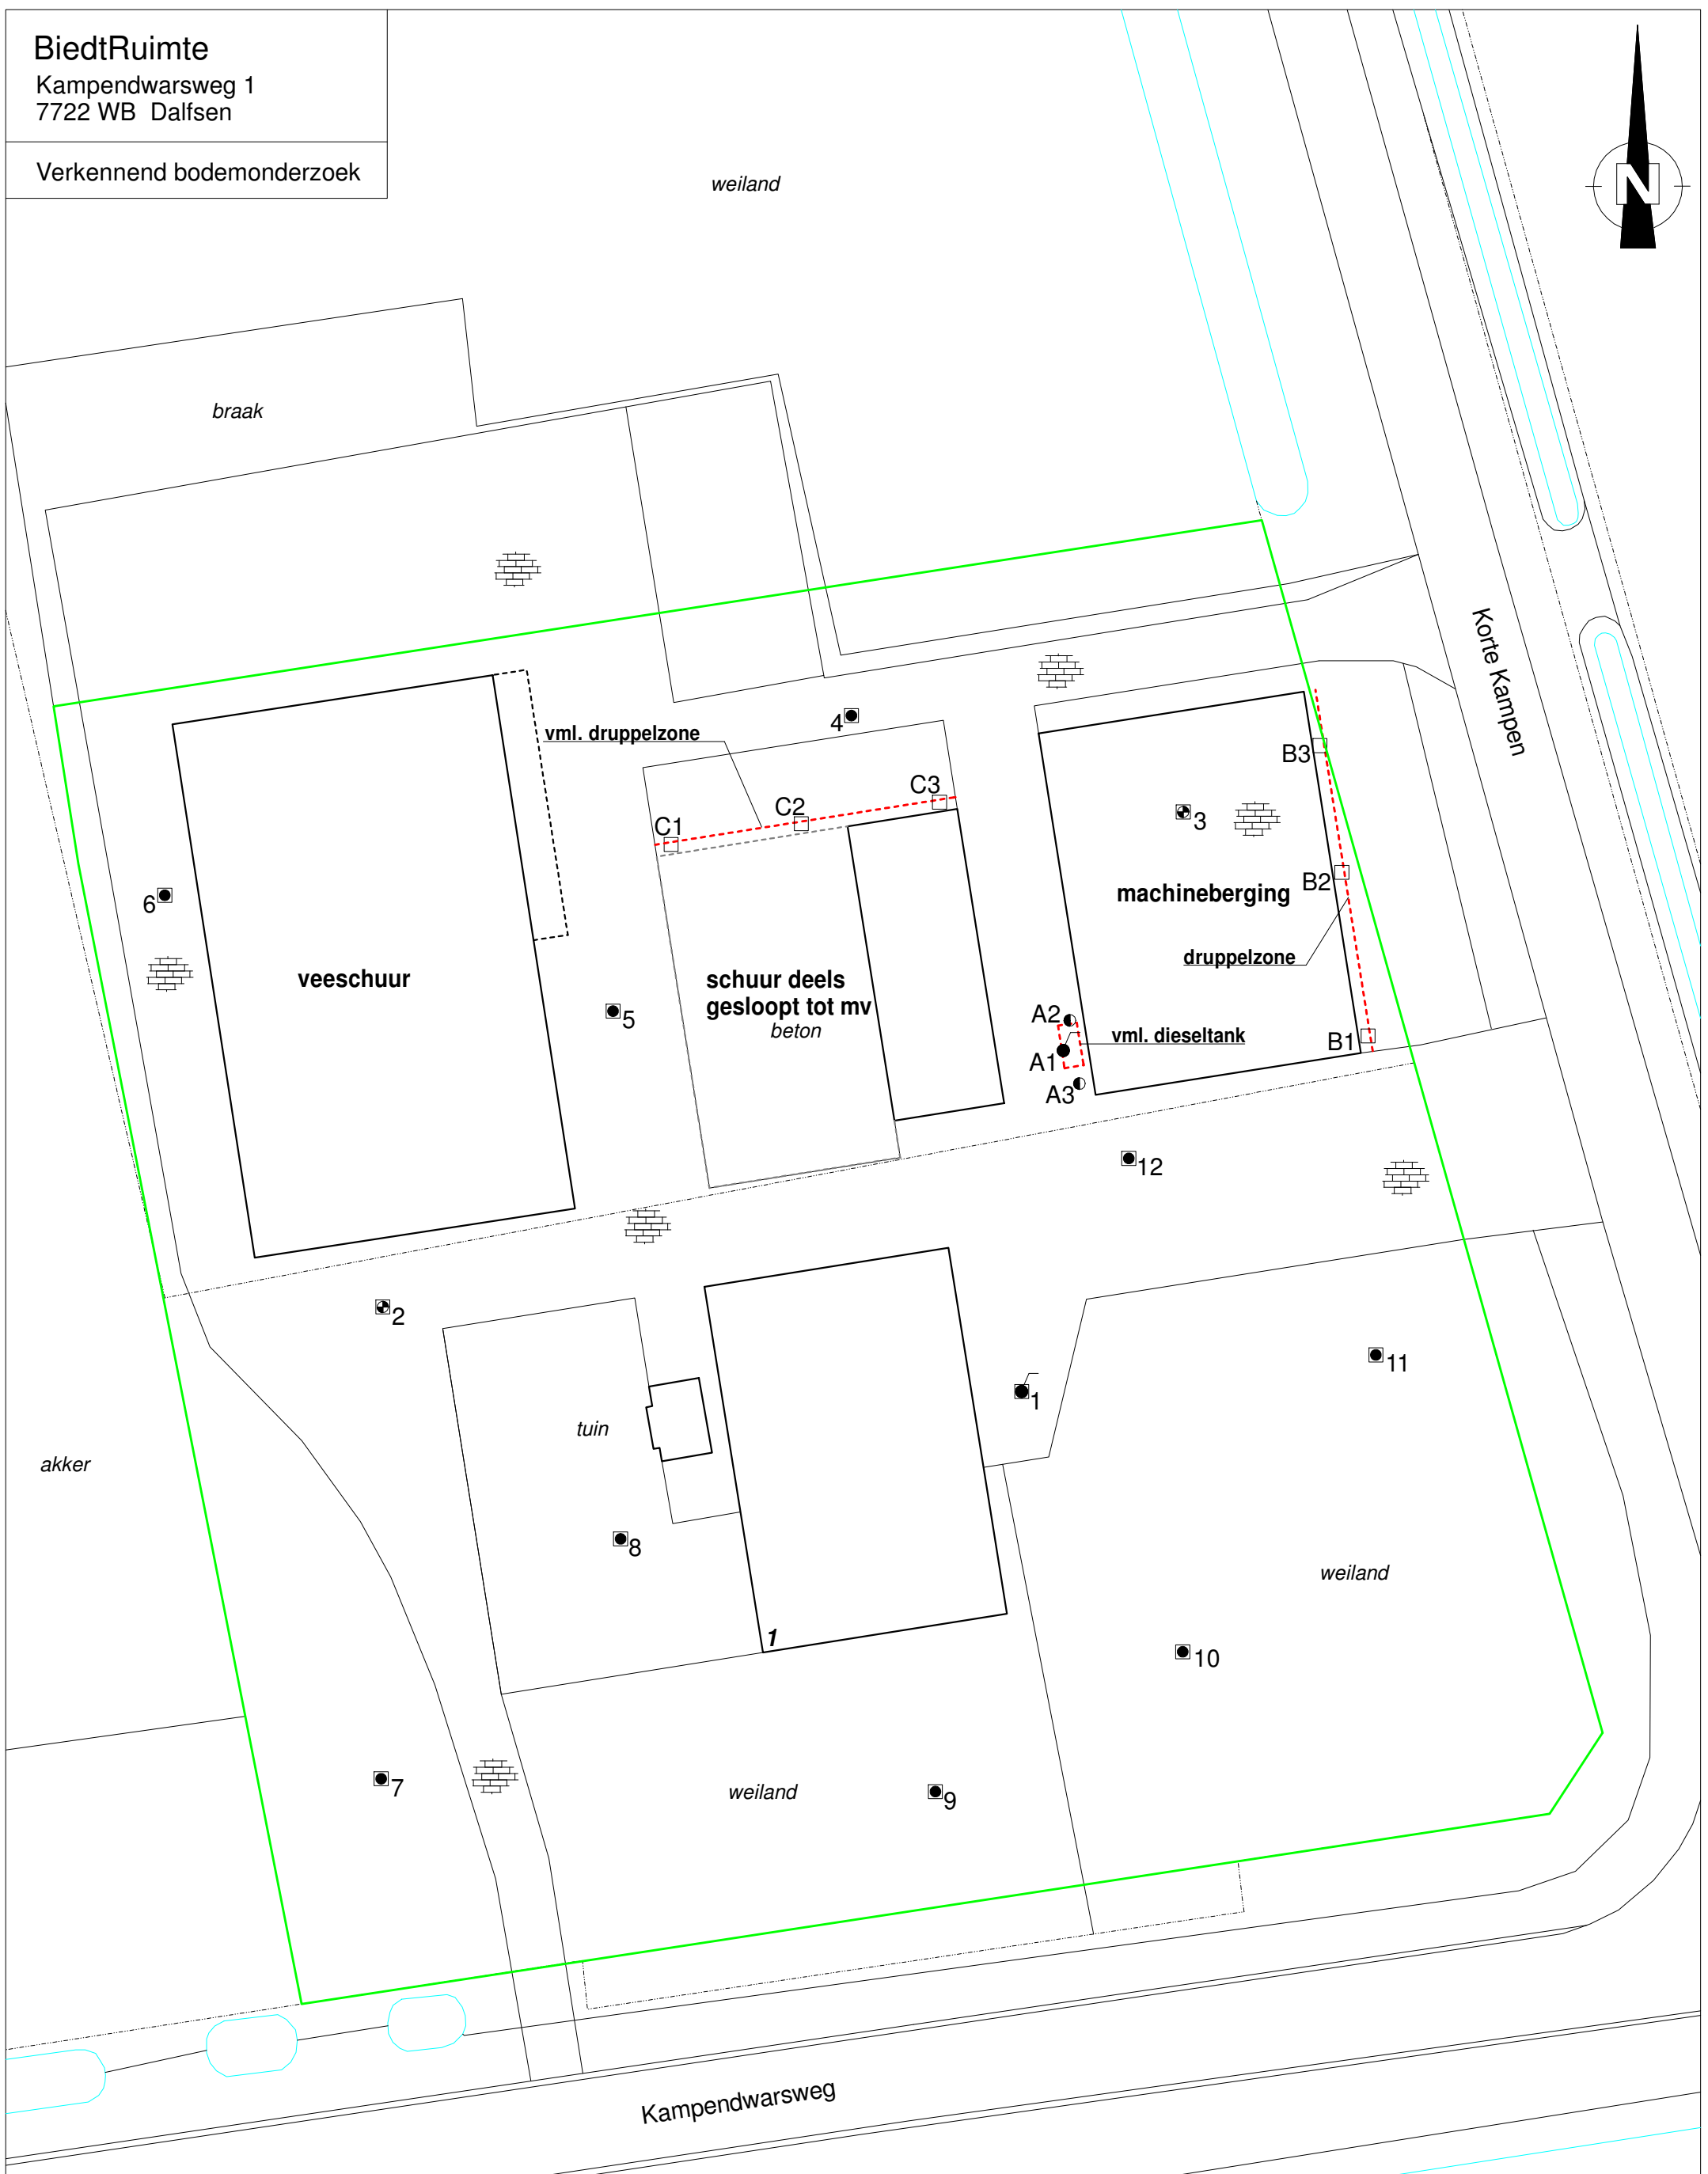 BiedtRuimte
Kampendwarsweg 1
7722 WB Dalfsen
Verkennend bodemonderzoek
weiland
N
braak
Korte Kampen
4
vml. druppelzone
B3
C3
C2
C1
3
machineberging
B2
6
druppelzone
veeschuur
schuur deels
gesloopt tot mv
beton
5
A2
vml. dieseltank
B1
A1
A3
12
2
11
1
tuin
akker
8
weiland
1
10
7
weiland
9
Kampendwarsweg